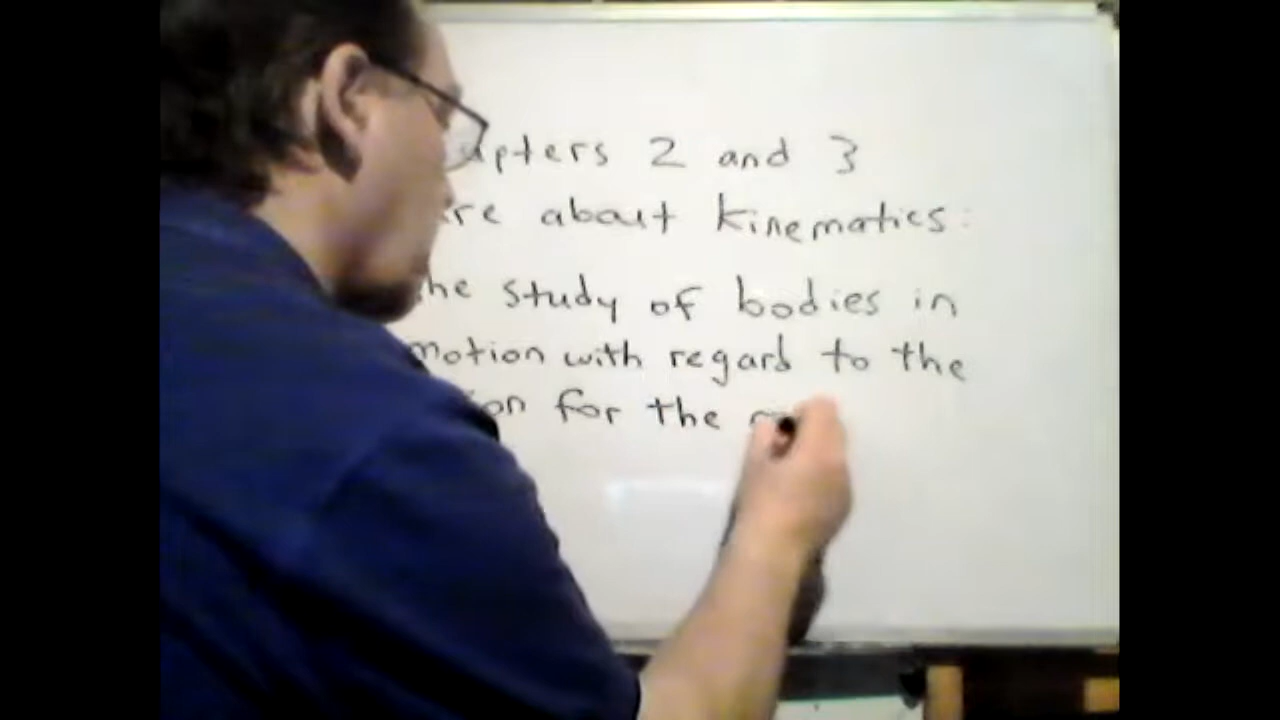 apters 2 and 3
re about kinematics:
he study of bodies in
motion with regard to the
on for the